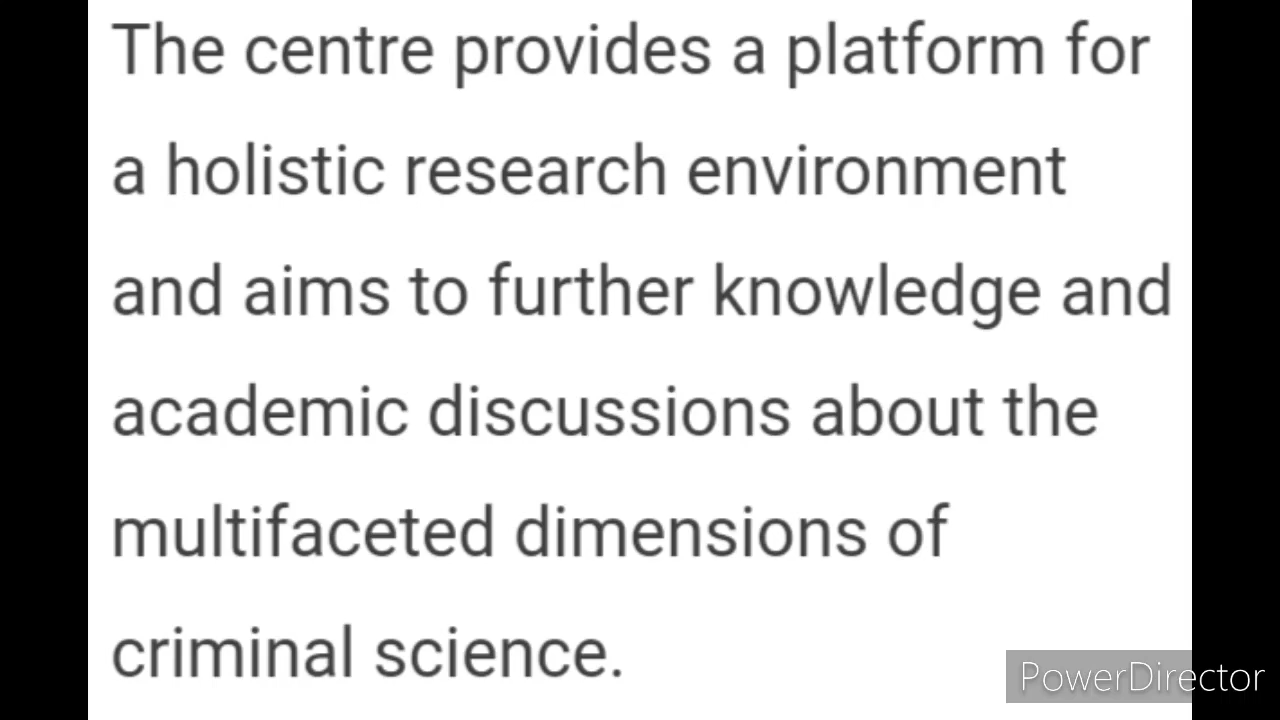 The centre provides a platform for
a holistic research environment
and aims to further knowledge and
academic discussions about the
multifaceted dimensions of
criminal science.
PowerDirector